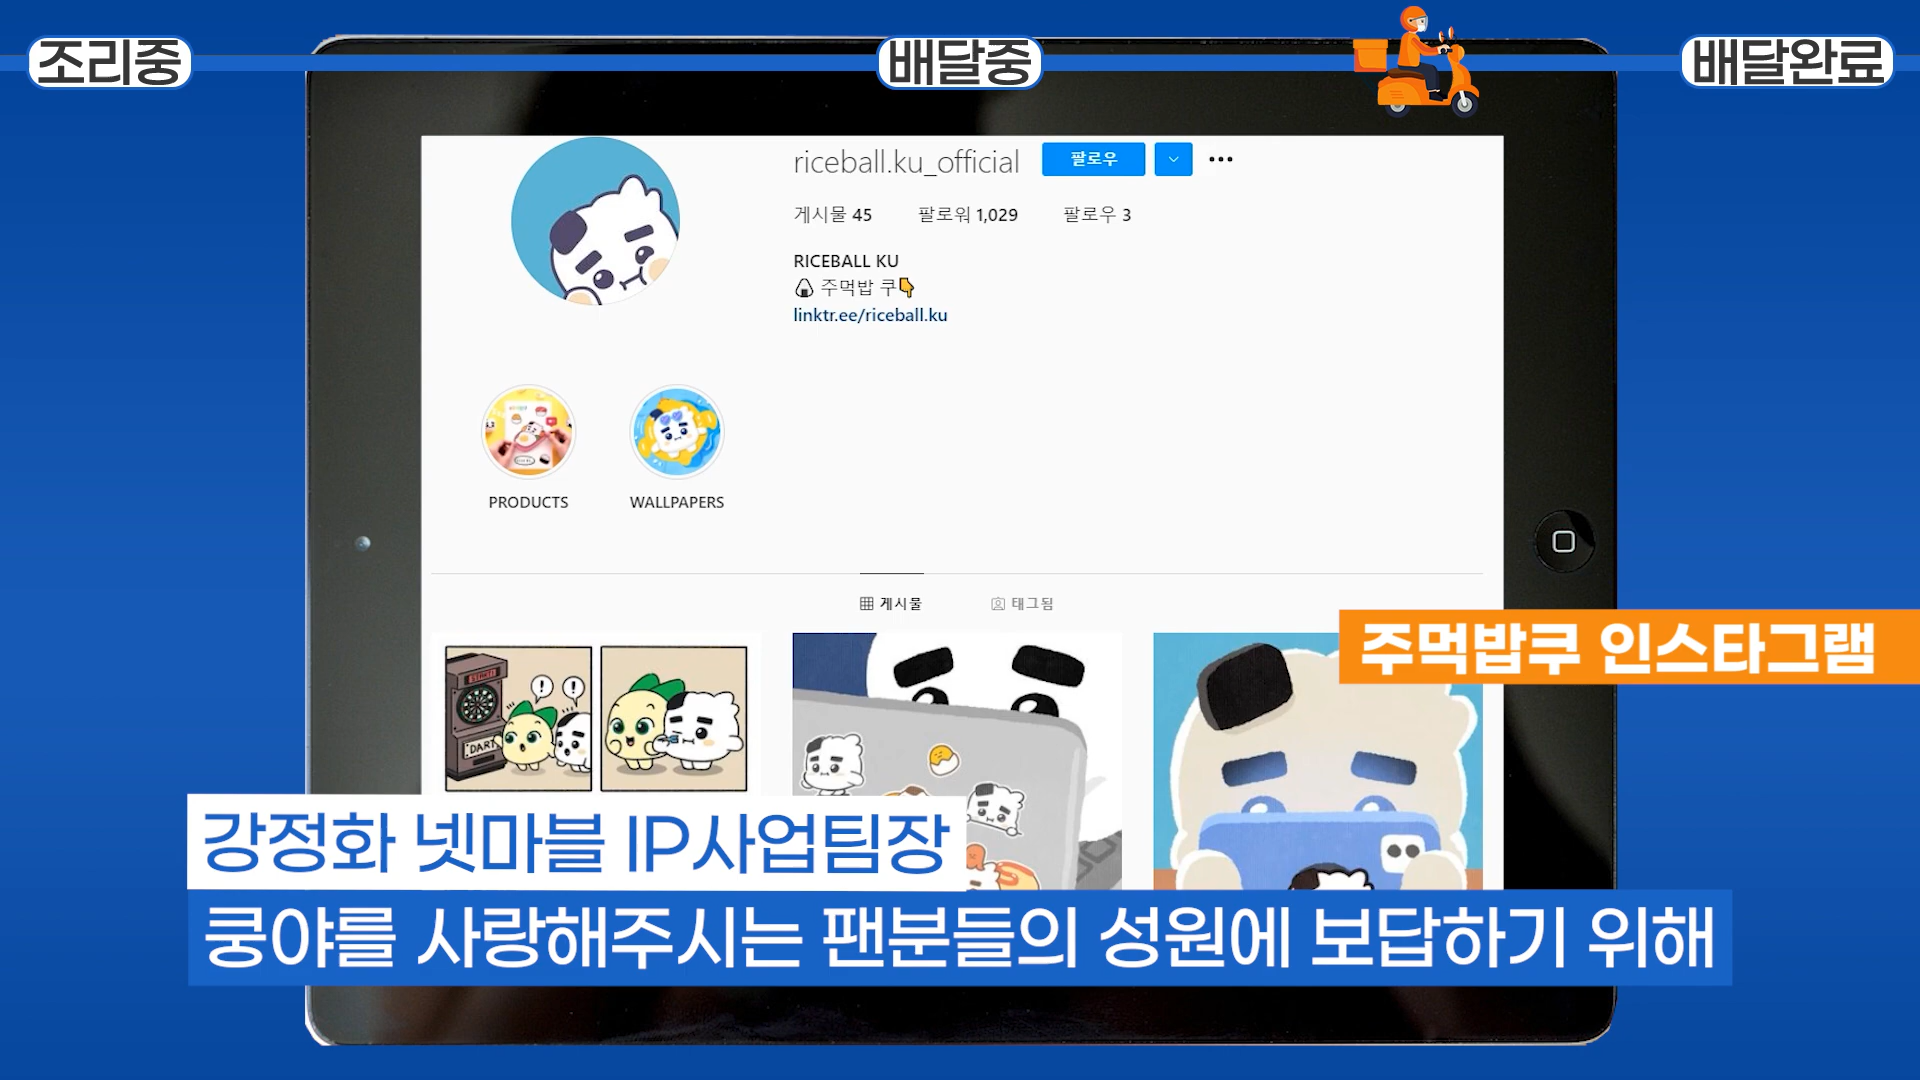 조리중
배달중
배달완료
riceball.ku_official
팔로우
게시물 45
팔로워 1,029
팔로우 3
RICEBALL KU
🍙 주먹밥 쿠👇
linktr.ee/riceball.ku
PRODUCTS
WALLPAPERS
게시물
태그됨
주먹밥쿠 인스타그램
START!
!
!
DART
강정화 넷마블 IP사업팀장
쿵야를 사랑해주시는 팬분들의 성원에 보답하기 위해